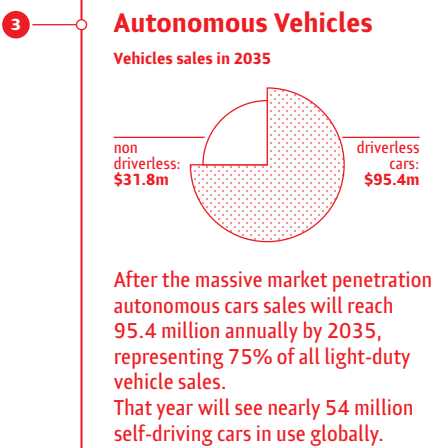 3
Autonomous Vehicles
Vehicles sales in 2035
non
driverless:
$31.8m
driverless
cars:
$95.4m
After the massive market penetration
autonomous cars sales will reach
95.4 million annually by 2035,
representing 75% of all light-duty
vehicle sales.
That year will see nearly 54 million
self-driving cars in use globally.